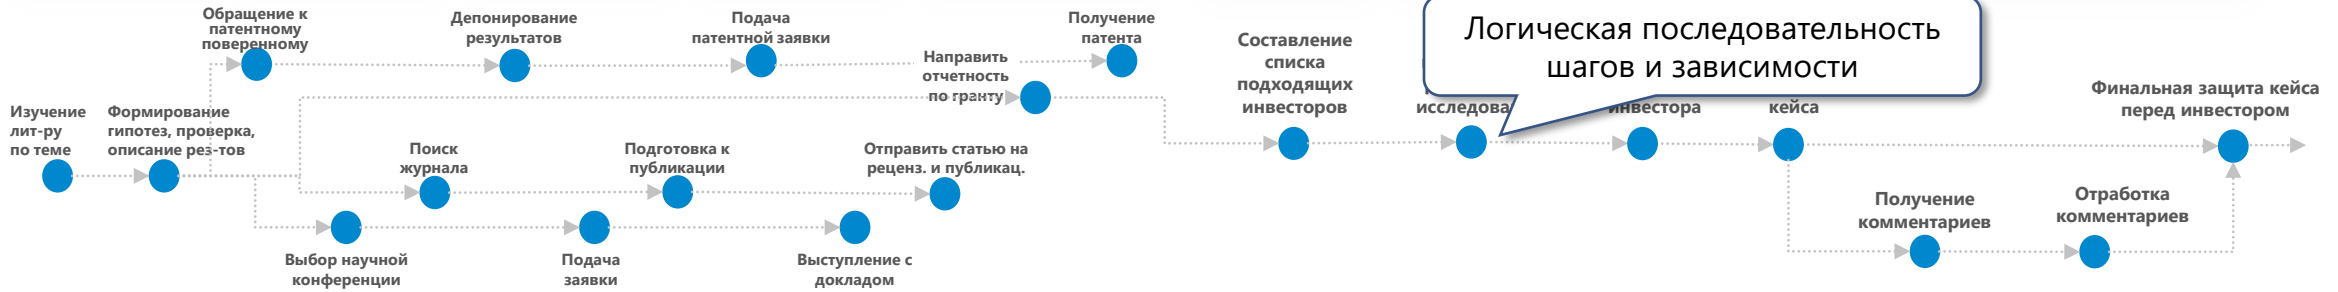 Обращение к
патентному
поверенному
Депонирование
результатов
Подача
патентной заявки
Направить
отчетность
по гранту
Получение
патента
Изучение
лит-ру
по теме
Формирование
гипотез, проверка,
описание рез-тов
Поиск
журнала
Подготовка к
публикации
Отправить статью на
реценз. и публикац.
Выбор научной
конференции
Подача
заявки
Выступление с
докладом
Составление
списка
подходящих
инвесторов
Логическая последовательность
шагов и зависимости
исследова
инвестора
кейса
Получение
комментариев
Отработка
комментариев
Финальная защита кейса
перед инвестором